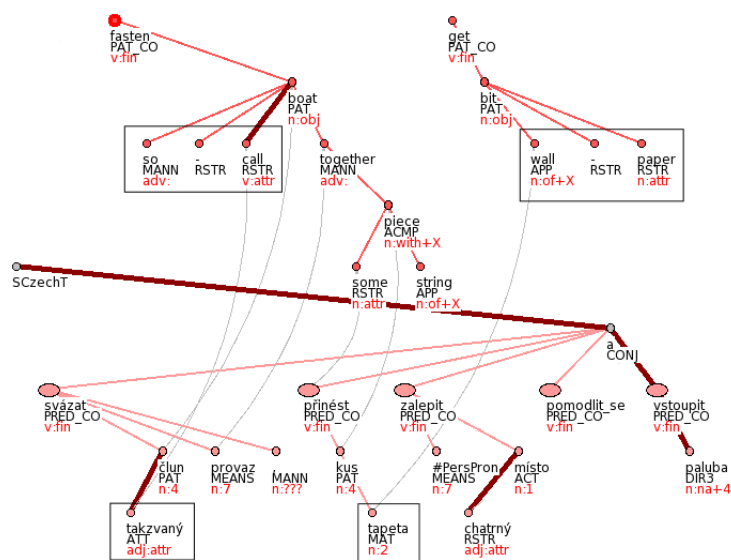 fasten
PAT_CO
v:fin
get
PAT_CO
v:fin
boat
PAT
n:obj
bit
PAT
n:obj
so
MANN
adv:
-
RSTR
call
RSTR
v:attr
together
MANN
adv:
wall
APP
n:of+X
-
RSTR
paper
RSTR
n:attr
piece
ACMP
n:with+X
SCzechT
some
RSTR
n:attr
string
APP
n:of+X
a
CONJ
svázat
PRED_CO
v:fin
přinést
PRED_CO
v:fin
zalepit
PRED_CO
v:fin
pomodlit_se
PRED_CO
v:fin
vstoupit
PRED_CO
v:fin
člun
PAT
n:4
provaz
MEANS
n:7
,
MANN
n:???
kus
PAT
n:4
#PersPron
MEANS
n:7
místo
ACT
n:1
paluba
DIR3
n:na+4
takzvaný
ATT
adj:attr
tapeta
MAT
n:2
chatrný
RSTR
adj:attr